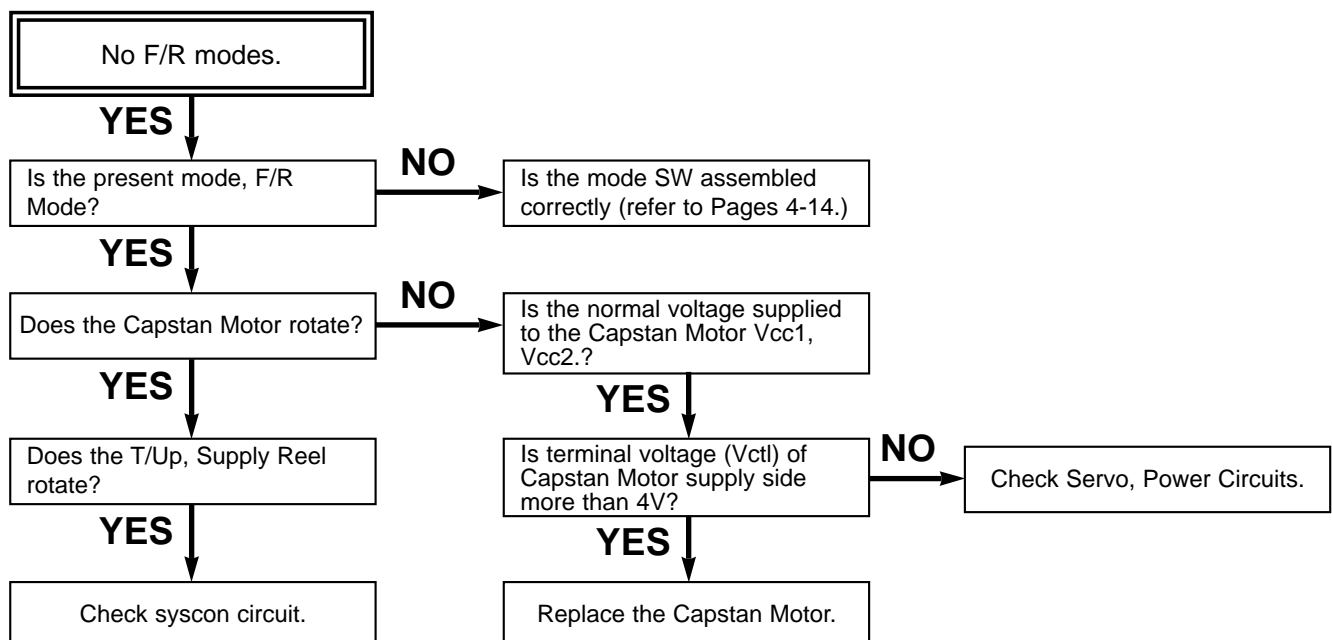 No F/R modes.
YES
Is the present mode, F/R
Mode?
NO
Is the mode SW assembled
correctly (refer to Pages 4-14.)
YES
Does the Capstan Motor rotate?
NO
Is the normal voltage supplied
to the Capstan Motor Vcc1,
Vcc2.?
YES
YES
Does the T/Up, Supply Reel
rotate?
Is terminal voltage (Vctl) of
Capstan Motor supply side
more than 4V?
NO
Check Servo, Power Circuits.
YES
YES
Check syscon circuit.
Replace the Capstan Motor.